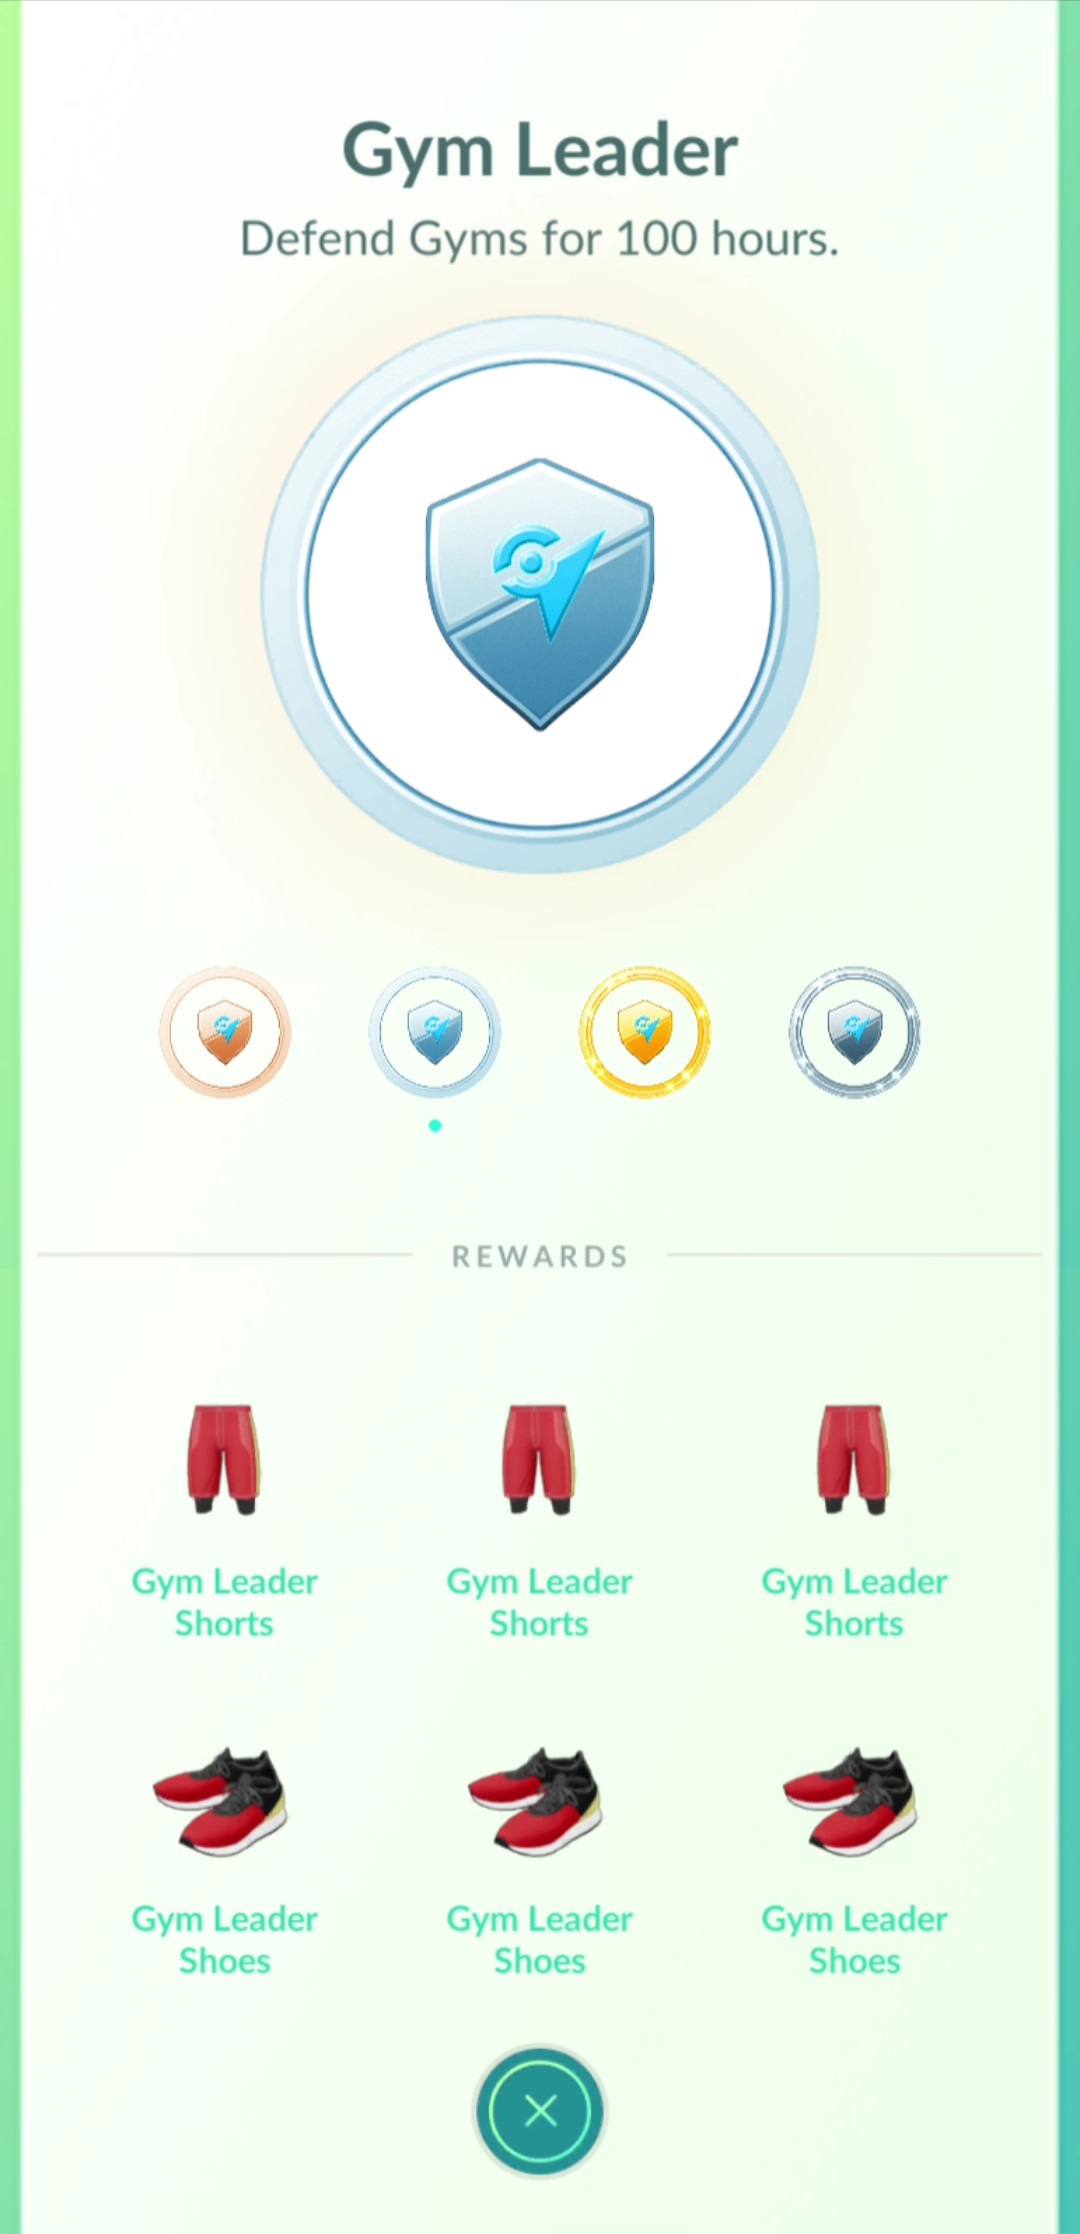 Gym Leader
Defend Gyms for 100 hours.
REWARDS
Gym Leader Gym Leader Gym Leader
Shorts Shorts Shorts
Gym Leader Gym Leader Gym Leader
Shoes Shoes Shoes